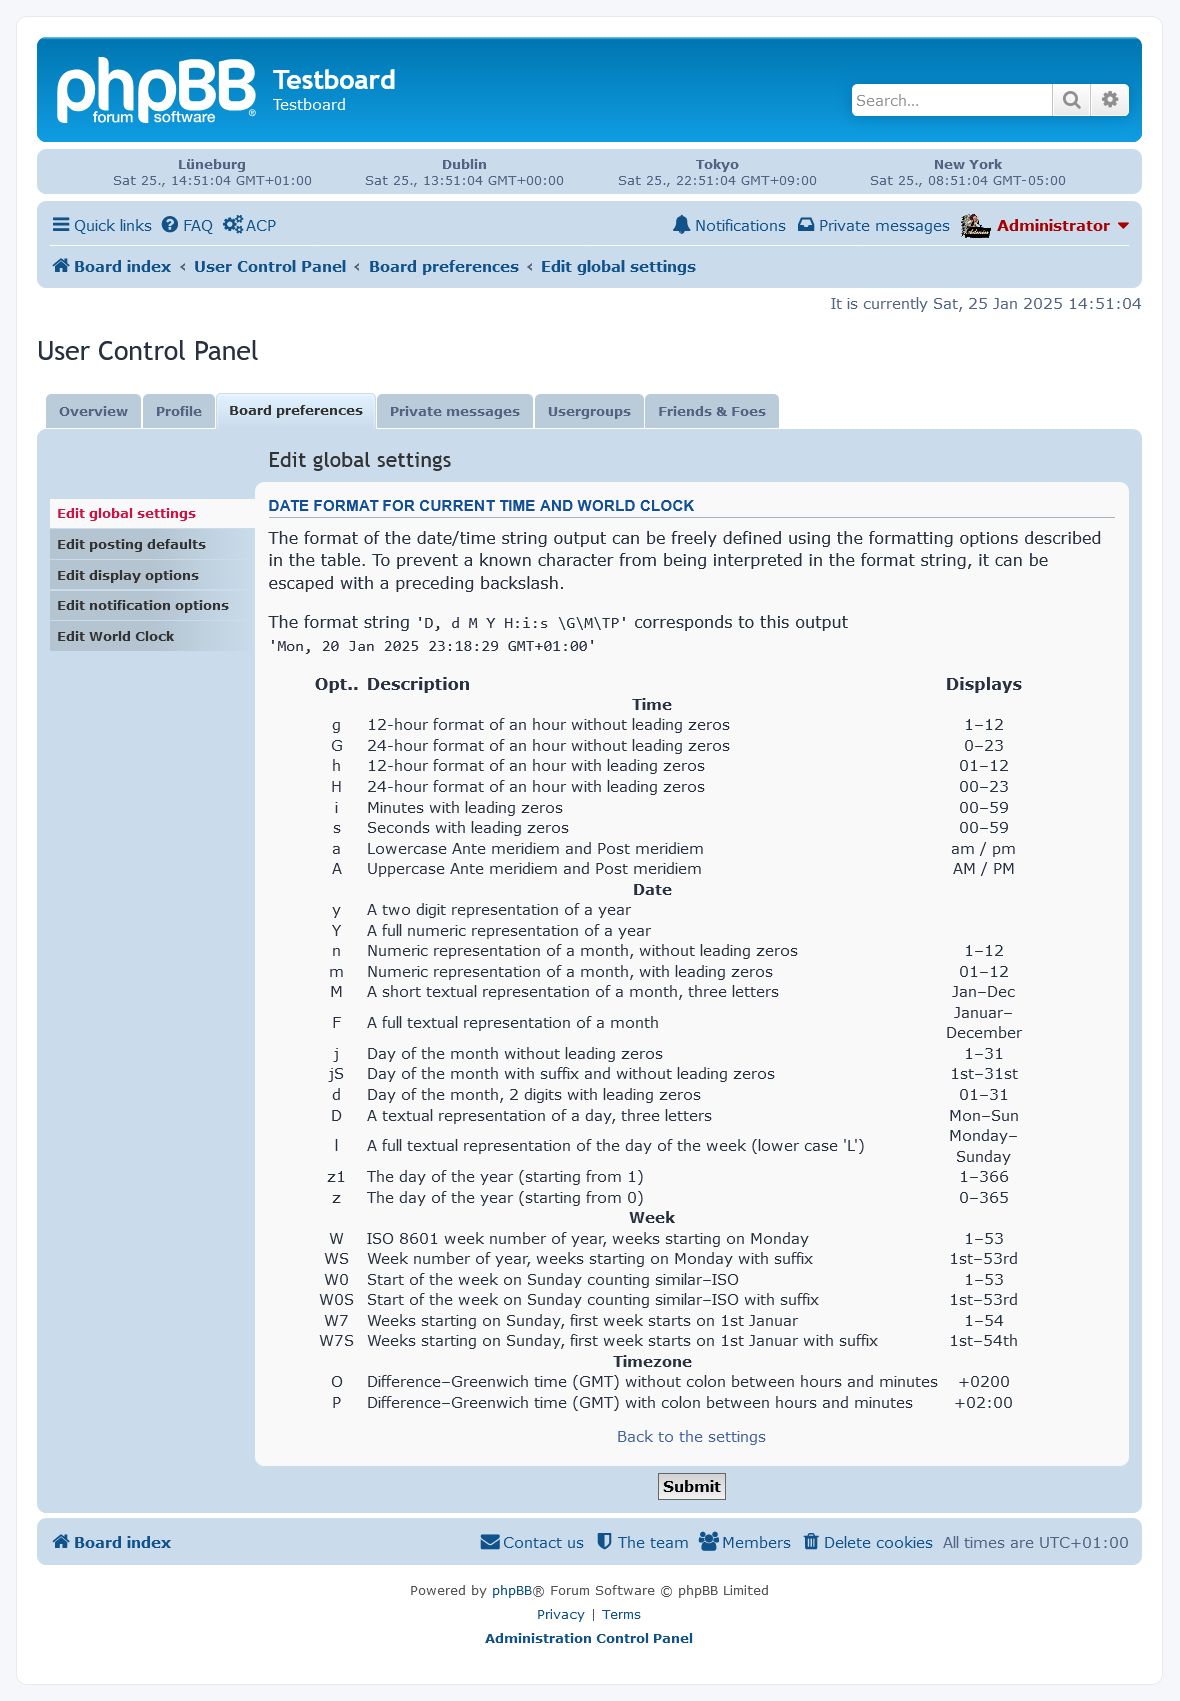 phpBB® forum software
Testboard
Testboard
Search...
Lüneburg
Sat 25., 14:51:04 GMT+01:00
Dublin
Sat 25., 13:51:04 GMT+00:00
Tokyo
Sat 25., 22:51:04 GMT+09:00
New York
Sat 25., 08:51:04 GMT-05:00
Quick links FAQ ACP Notifications Private messages Administrator
Board index ‹ User Control Panel ‹ Board preferences ‹ Edit global settings
It is currently Sat, 25 Jan 2025 14:51:04
User Control Panel
Overview Profile Board preferences Private messages Usergroups Friends & Foes
Edit global settings
Edit posting defaults
Edit display options
Edit notification options
Edit World Clock
Edit global settings
DATE FORMAT FOR CURRENT TIME AND WORLD CLOCK
The format of the date/time string output can be freely defined using the formatting options described
in the table. To prevent a known character from being interpreted in the format string, it can be
escaped with a preceding backslash.
The format string 'D, d M Y H:i:s \G\M\TP' corresponds to this output
'Mon, 20 Jan 2025 23:18:29 GMT+01:00'
Opt.. Description Displays
Time
g 12-hour format of an hour without leading zeros 1–12
G 24-hour format of an hour without leading zeros 0–23
h 12-hour format of an hour with leading zeros 01–12
H 24-hour format of an hour with leading zeros 00–23
i Minutes with leading zeros 00–59
s Seconds with leading zeros 00–59
a Lowercase Ante meridiem and Post meridiem am / pm
A Uppercase Ante meridiem and Post meridiem AM / PM
Date
y A two digit representation of a year
Y A full numeric representation of a year
n Numeric representation of a month, without leading zeros 1–12
m Numeric representation of a month, with leading zeros 01–12
M A short textual representation of a month, three letters Jan–Dec
F A full textual representation of a month Januar–
December
j Day of the month without leading zeros 1–31
jS Day of the month with suffix and without leading zeros 1st–31st
d Day of the month, 2 digits with leading zeros 01–31
D A textual representation of a day, three letters Mon–Sun
l A full textual representation of the day of the week (lower case 'L') Monday–
Sunday
z1 The day of the year (starting from 1) 1–366
z The day of the year (starting from 0) 0–365
Week
W ISO 8601 week number of year, weeks starting on Monday 1–53
WS Week number of year, weeks starting on Monday with suffix 1st–53rd
W0 Start of the week on Sunday counting similar–ISO 1–53
W0S Start of the week on Sunday counting similar–ISO with suffix 1st–53rd
W7 Weeks starting on Sunday, first week starts on 1st Januar 1–54
W7S Weeks starting on Sunday, first week starts on 1st Januar with suffix 1st–54th
Timezone
O Difference–Greenwich time (GMT) without colon between hours and minutes +0200
P Difference–Greenwich time (GMT) with colon between hours and minutes +02:00
Back to the settings
Submit
Board index Contact us The team Members Delete cookies All times are UTC+01:00
Powered by phpBB® Forum Software © phpBB Limited
Privacy | Terms
Administration Control Panel